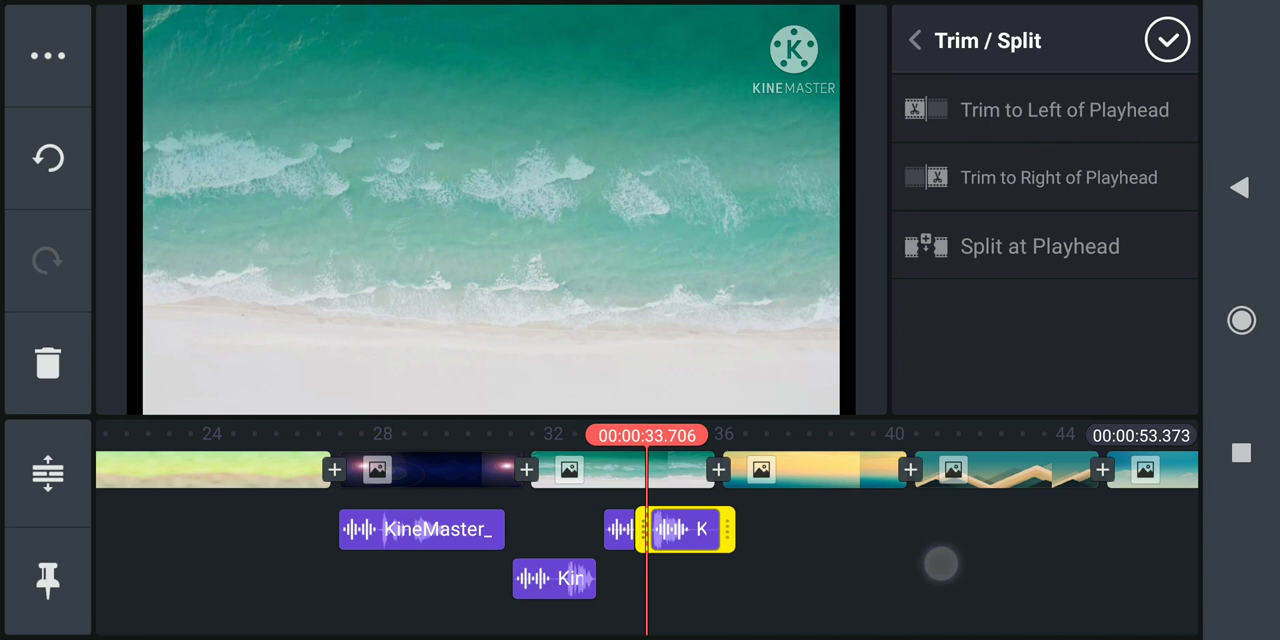 K
KINEMASTER
Trim / Split
Trim to Left of Playhead
Trim to Right of Playhead
Split at Playhead
24
28
32
00:00:33.706
36
40
44
00:00:53.373
KineMaster_
K
Kin